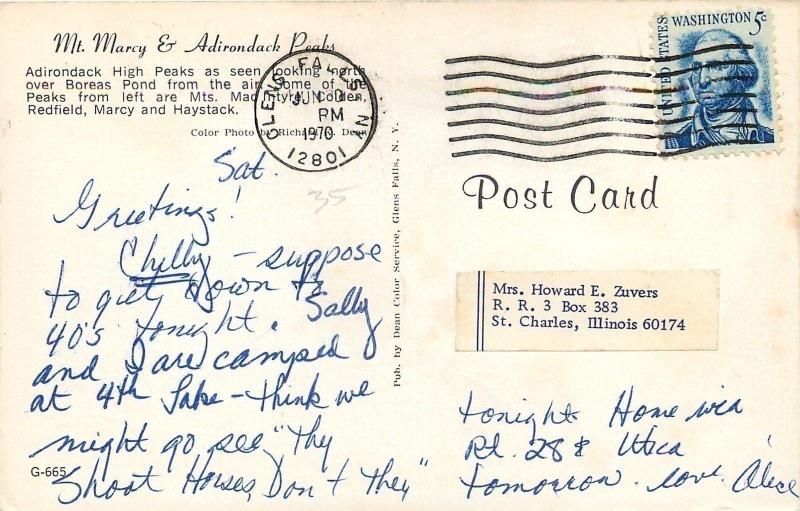 Mt. Marcy & Adirondack Peaks
Adirondack High Peaks as seen looking north
over Boreas Pond from the air. Some of
Peaks from left are Mts. MacIntyre, Colden,
Redfield, Marcy and Haystack.
Color Photo by Richard K. Dean
GLENS FALLS NY
JUN
PM
1970
12801
UNITED STATES
WASHINGTON 5c
Post Card
Pub. by Dean Color Service, Glens Falls, N. Y.
35
Sat.
Greetings!
Chilly - suppose
to get down to
40's tonight. Sally
and I are camped
at 4th Lake - think we
might go see "Thy
Shoot Horses, Don't They"
G-665
Mrs. Howard E. Zuvers
R. R. 3 Box 383
St. Charles, Illinois 60174
tonight. Home via
Rt. 28 & Utica
tomorrow. love Alice